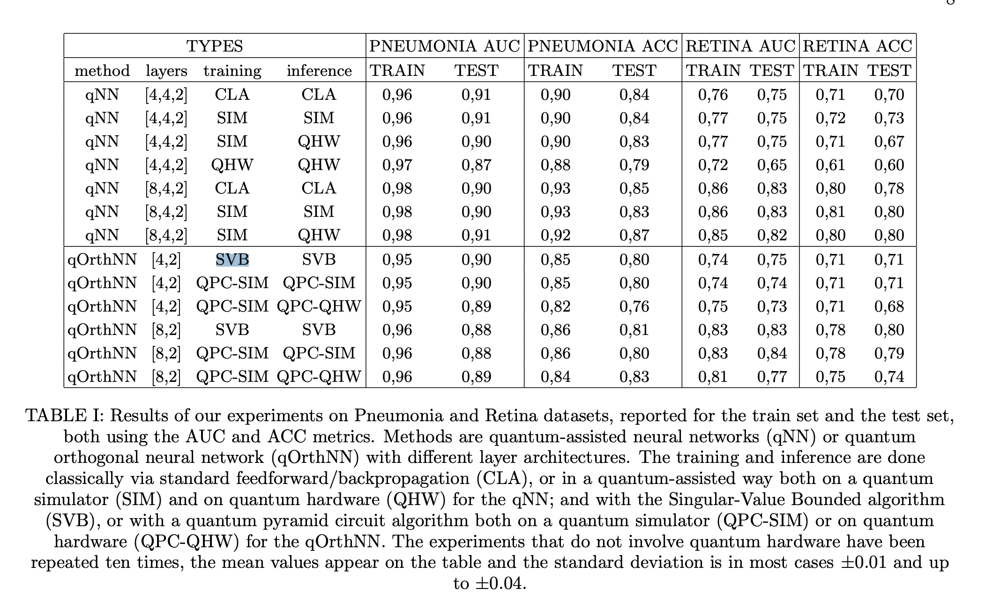 8
TYPES PNEUMONIA AUC PNEUMONIA ACC RETINA AUC RETINA ACC
method layers training inference TRAIN TEST TRAIN TEST TRAIN TEST TRAIN TEST
qNN [4,4,2] CLA CLA 0,96 0,91 0,90 0,84 0,76 0,75 0,71 0,70
qNN [4,4,2] SIM SIM 0,96 0,91 0,90 0,84 0,77 0,75 0,72 0,73
qNN [4,4,2] SIM QHW 0,96 0,90 0,90 0,83 0,77 0,75 0,71 0,67
qNN [4,4,2] QHW QHW 0,97 0,87 0,88 0,79 0,72 0,65 0,61 0,60
qNN [8,4,2] CLA CLA 0,98 0,90 0,93 0,85 0,86 0,83 0,80 0,78
qNN [8,4,2] SIM SIM 0,98 0,90 0,93 0,83 0,86 0,83 0,81 0,80
qNN [8,4,2] SIM QHW 0,98 0,91 0,92 0,87 0,85 0,82 0,80 0,80
qOrthNN [4,2] SVB SVB 0,95 0,90 0,85 0,80 0,74 0,75 0,71 0,71
qOrthNN [4,2] QPC-SIM QPC-SIM 0,95 0,90 0,85 0,80 0,74 0,74 0,71 0,71
qOrthNN [4,2] QPC-SIM QPC-QHW 0,95 0,89 0,82 0,76 0,75 0,73 0,71 0,68
qOrthNN [8,2] SVB SVB 0,96 0,88 0,86 0,81 0,83 0,83 0,78 0,80
qOrthNN [8,2] QPC-SIM QPC-SIM 0,96 0,88 0,86 0,80 0,83 0,84 0,78 0,79
qOrthNN [8,2] QPC-SIM QPC-QHW 0,96 0,89 0,84 0,83 0,81 0,77 0,75 0,74
TABLE I: Results of our experiments on Pneumonia and Retina datasets, reported for the train set and the test set,
both using the AUC and ACC metrics. Methods are quantum-assisted neural networks (qNN) or quantum
orthogonal neural network (qOrthNN) with different layer architectures. The training and inference are done
classically via standard feedforward/backpropagation (CLA), or in a quantum-assisted way both on a quantum
simulator (SIM) and on quantum hardware (QHW) for the qNN; and with the Singular-Value Bounded algorithm
(SVB), or with a quantum pyramid circuit algorithm both on a quantum simulator (QPC-SIM) or on quantum
hardware (QPC-QHW) for the qOrthNN. The experiments that do not involve quantum hardware have been
repeated ten times, the mean values appear on the table and the standard deviation is in most cases ±0.01 and up
to ±0.04.